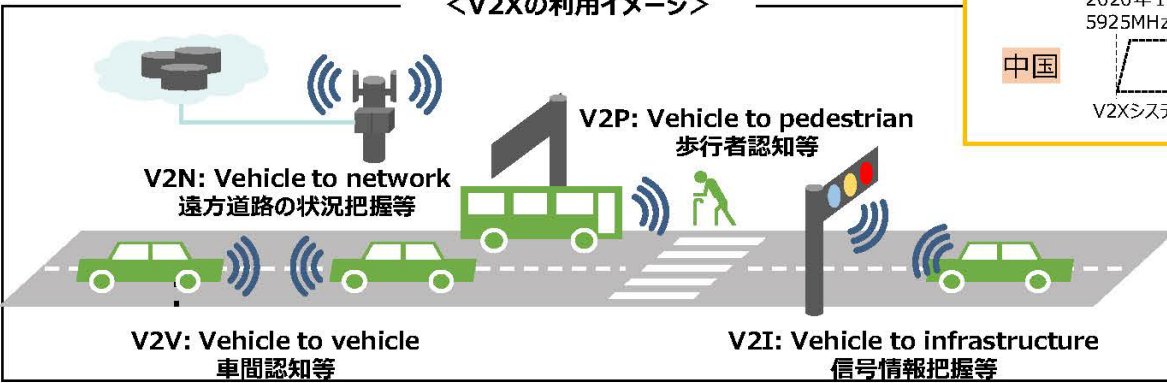 <V2Xの利用イメージ>
5925MHz
中国
V2Xシステ
V2P: Vehicle to pedestrian
歩行者認知等
V2N: Vehicle to network
遠方道路の状況把握等
V2V: Vehicle to vehicle
車間認知等
V2I: Vehicle to infrastructure
信号情報把握等